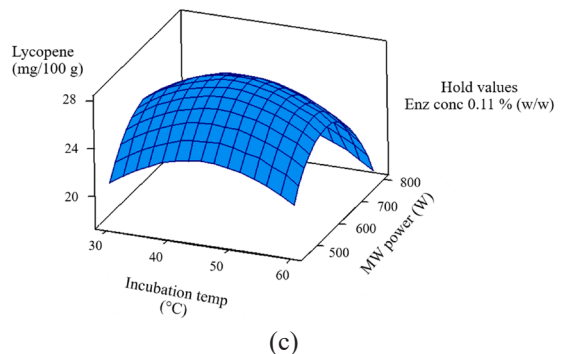 Lycopene
(mg/100 g)
28
24
20
30
40
50
60
Incubation temp
(°C)
500
600
700
800
MW power (W)
Hold values
Enz conc 0.11 % (w/w)
(c)